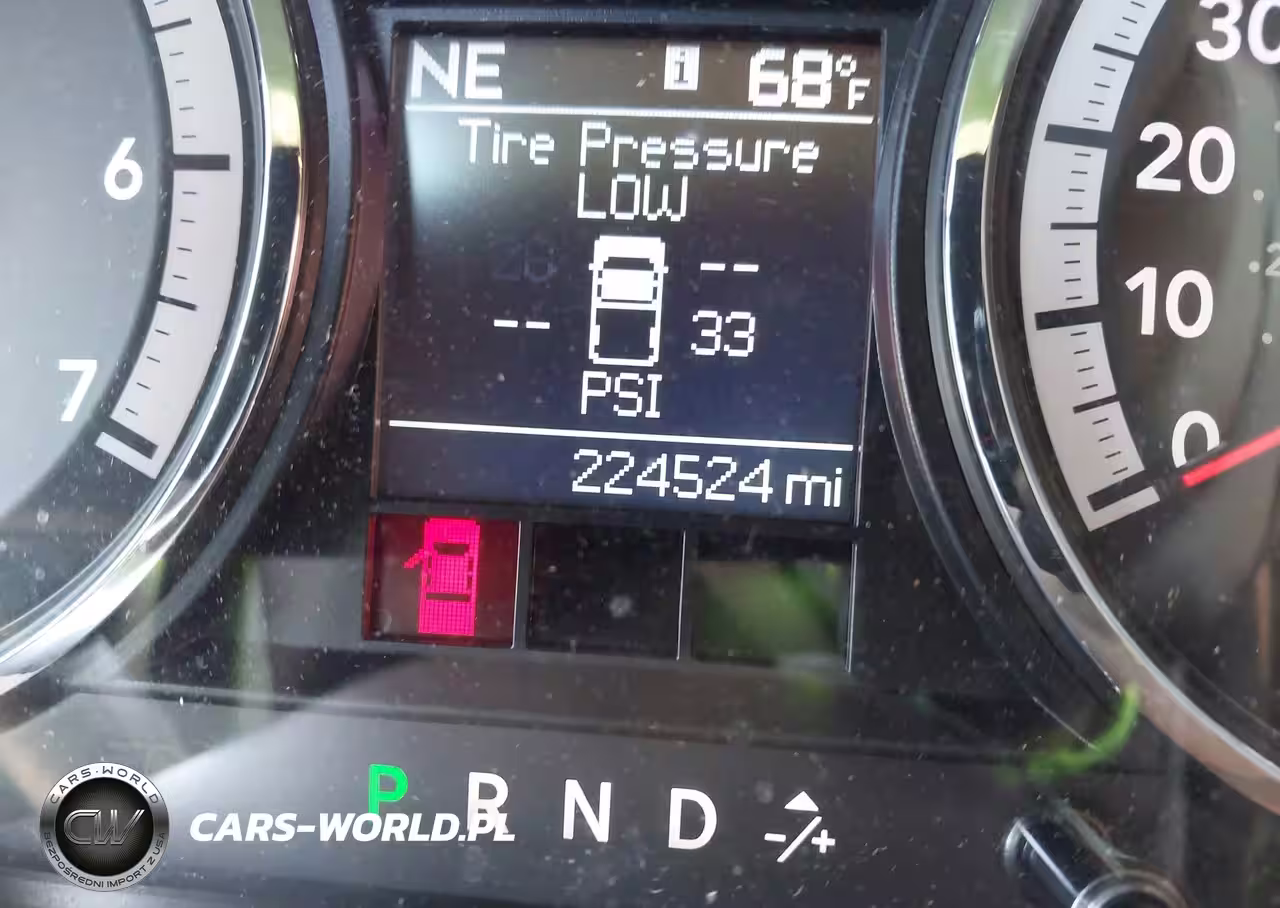 NE i 68°F
Tire Pressure
LOW
--
-- 33
PSI
224524 mi
6
7
30
20
10
0
P R N D -/+
CARS-WORLD
CW
BEZPOŚREDNI IMPORT Z USA
CARS-WORLD.PL